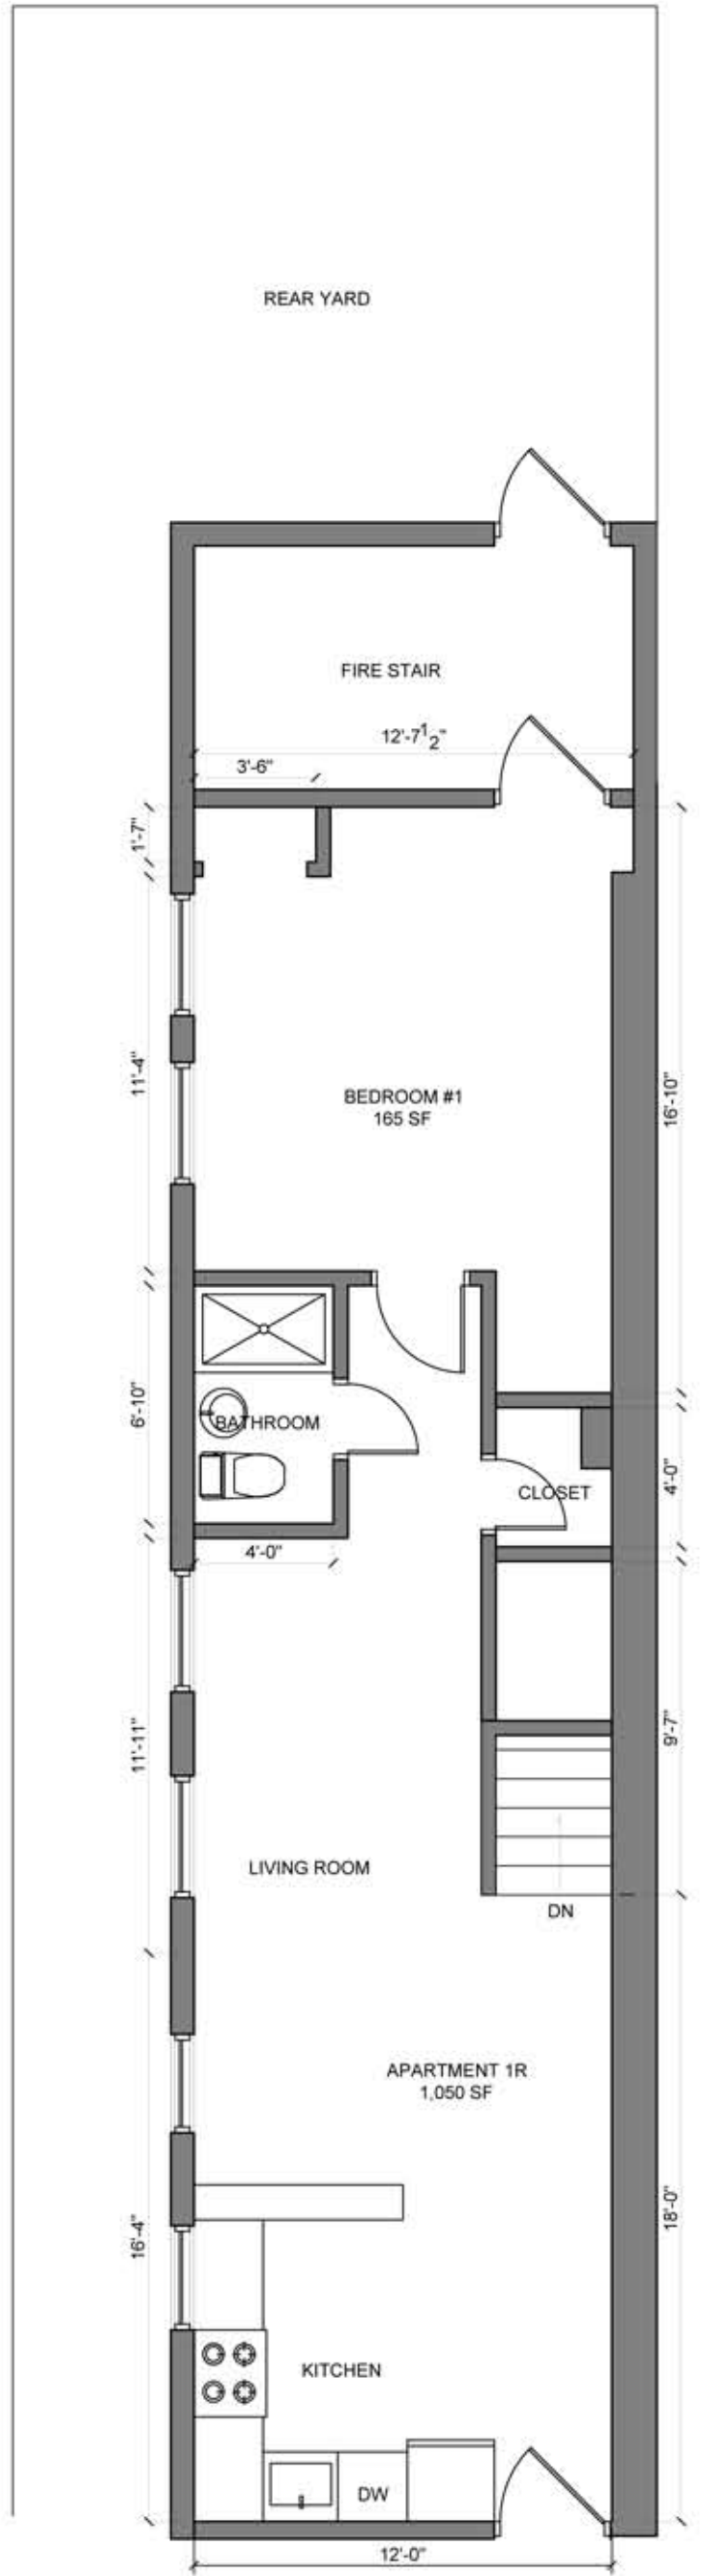 REAR YARD
FIRE STAIR
12'-7 1/2"
3'-6"
1'-7"
11'-4"
BEDROOM #1
165 SF
16'-10"
6'-10"
BATHROOM
CLOSET
4'-0"
4'-0"
11'-11"
9'-7"
LIVING ROOM
DN
APARTMENT 1R
1,050 SF
16'-4"
18'-0"
KITCHEN
DW
12'-0"